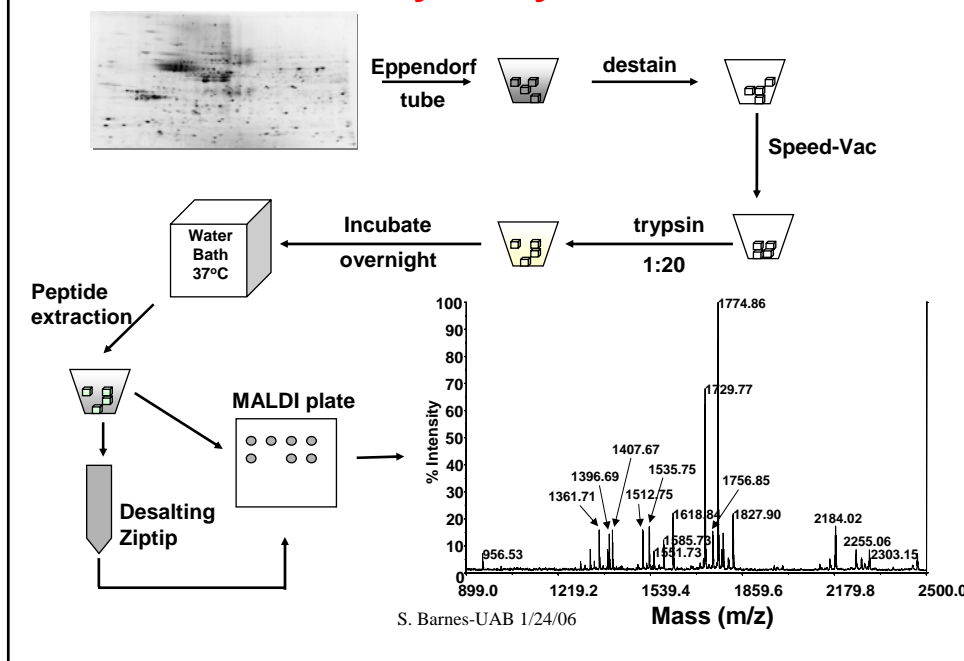 Eppendorf
tube
destain
Speed-Vac
trypsin
1:20
Incubate
overnight
Water
Bath
37°C
Peptide
extraction
Desalting
Ziptip
MALDI plate
% Intensity
100
90
80
70
60
50
40
30
20
10
0
1774.86
1729.77
1407.67
1396.69
1535.75
1756.85
1361.71
1512.75
1618.84
1827.90
1585.73
1551.73
2184.02
2255.06
2303.15
956.53
899.0 1219.2 1539.4 1859.6 2179.8 2500.0
Mass (m/z)
S. Barnes-UAB 1/24/06